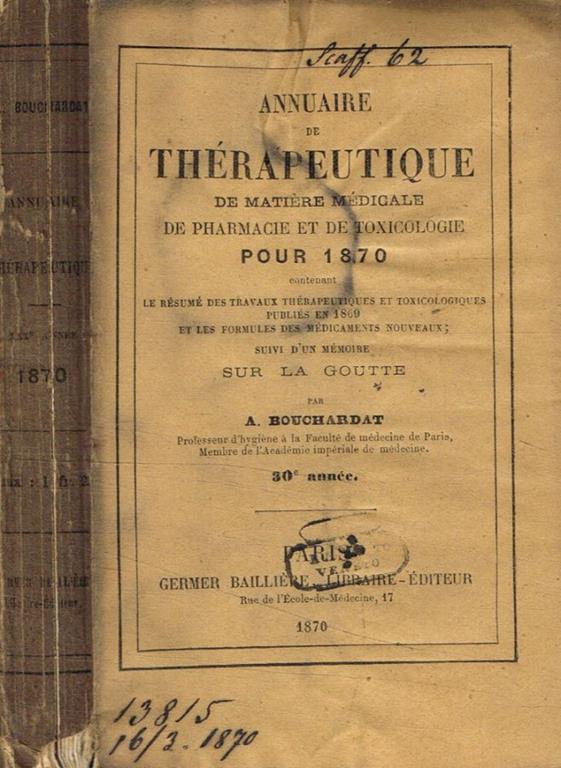 Scaff. 62
ANNUAIRE
DE
THÉRAPEUTIQUE
DE MATIÈRE MÉDICALE
DE PHARMACIE ET DE TOXICOLOGIE
POUR 1870
contenant
LE RÉSUMÉ DES TRAVAUX THÉRAPEUTIQUES ET TOXICOLOGIQUES
PUBLIÉS EN 1869
ET LES FORMULES DES MÉDICAMENTS NOUVEAUX;
SUIVI D'UN MÉMOIRE
SUR LA GOUTTE
PAR
A. BOUCHARDAT
Professeur d'hygiène à la Faculté de médecine de Paris,
Membre de l'Académie impériale de médecine.
30e année.
PARIS
VENETO
GERMER BAILLIÈRE, LIBRAIRE-ÉDITEUR
Rue de l'École-de-Médecine, 17
1870
13815
16/3. 1870
BOUCHARDAT
ANNUAIRE
THÉRAPEUTIQUE
XXXe ANNÉE
1870